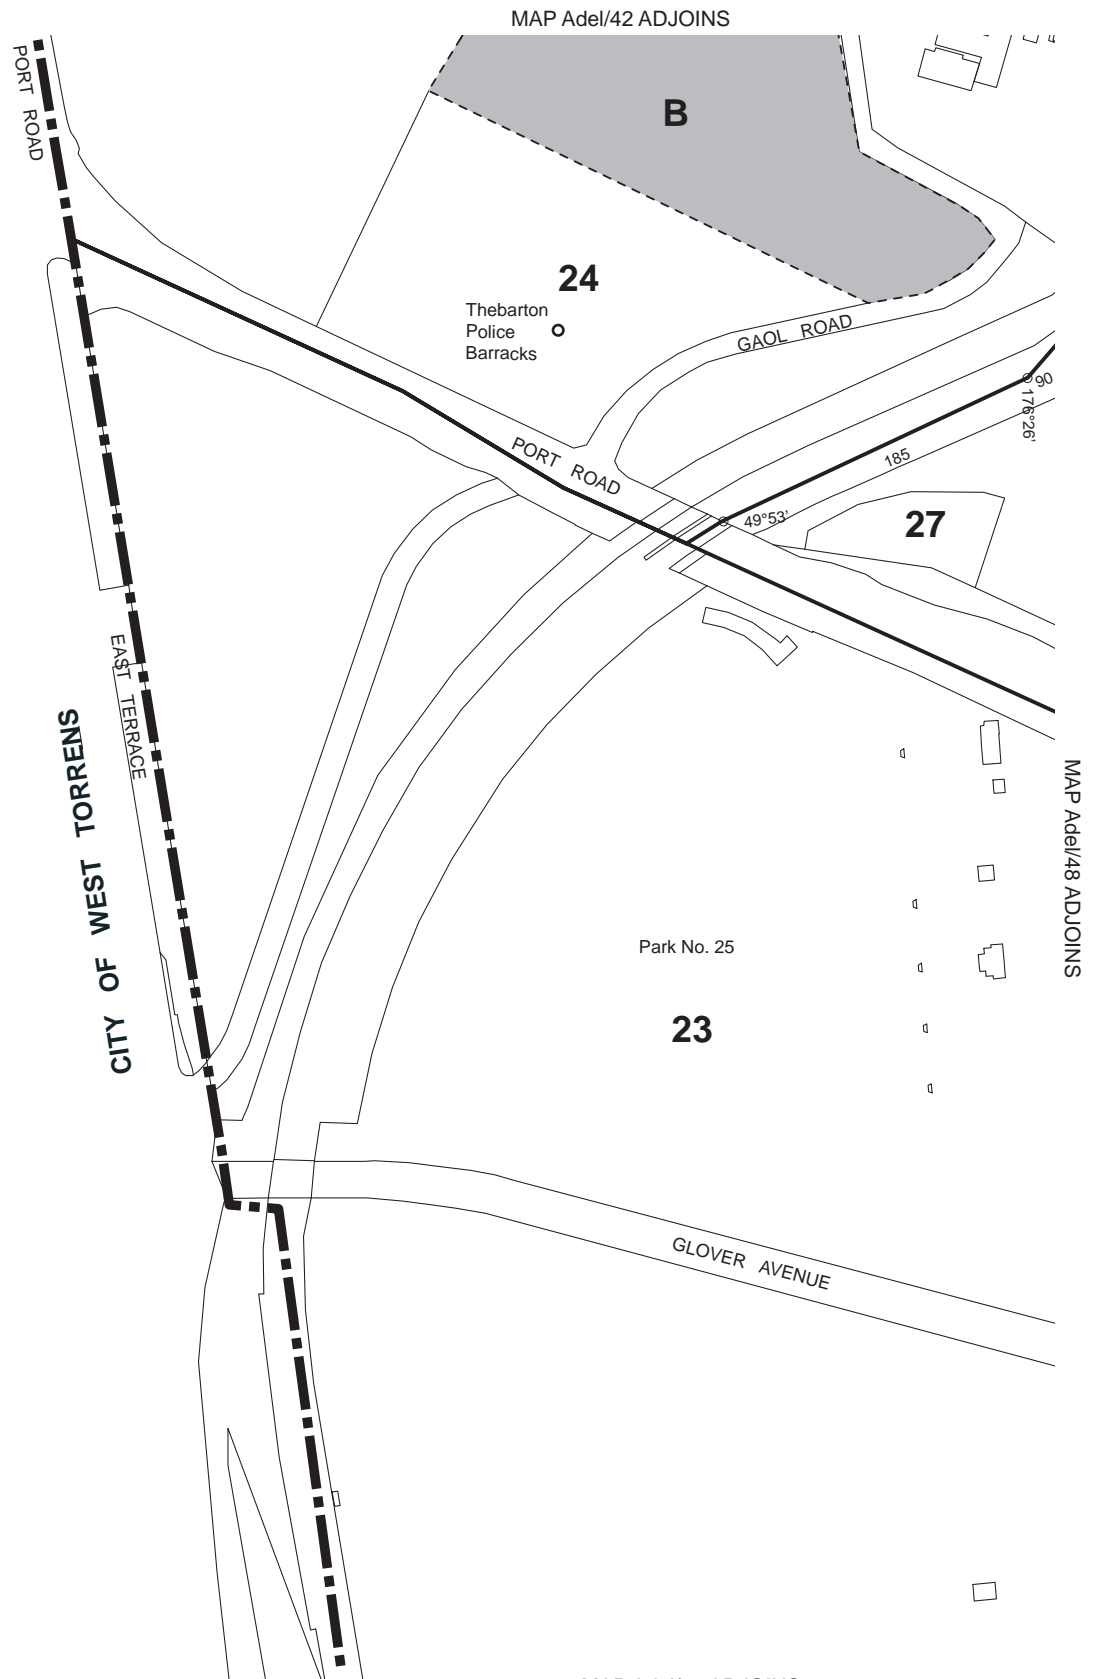 MAP Adel/42 ADJOINS
PORT ROAD
B
24
Thebarton
Police
Barracks
GAOL ROAD
90
176°26'
PORT ROAD
185
49°53'
27
EAST TERRACE
CITY OF WEST TORRENS
MAP Adel/48 ADJOINS
Park No. 25
23
GLOVER AVENUE